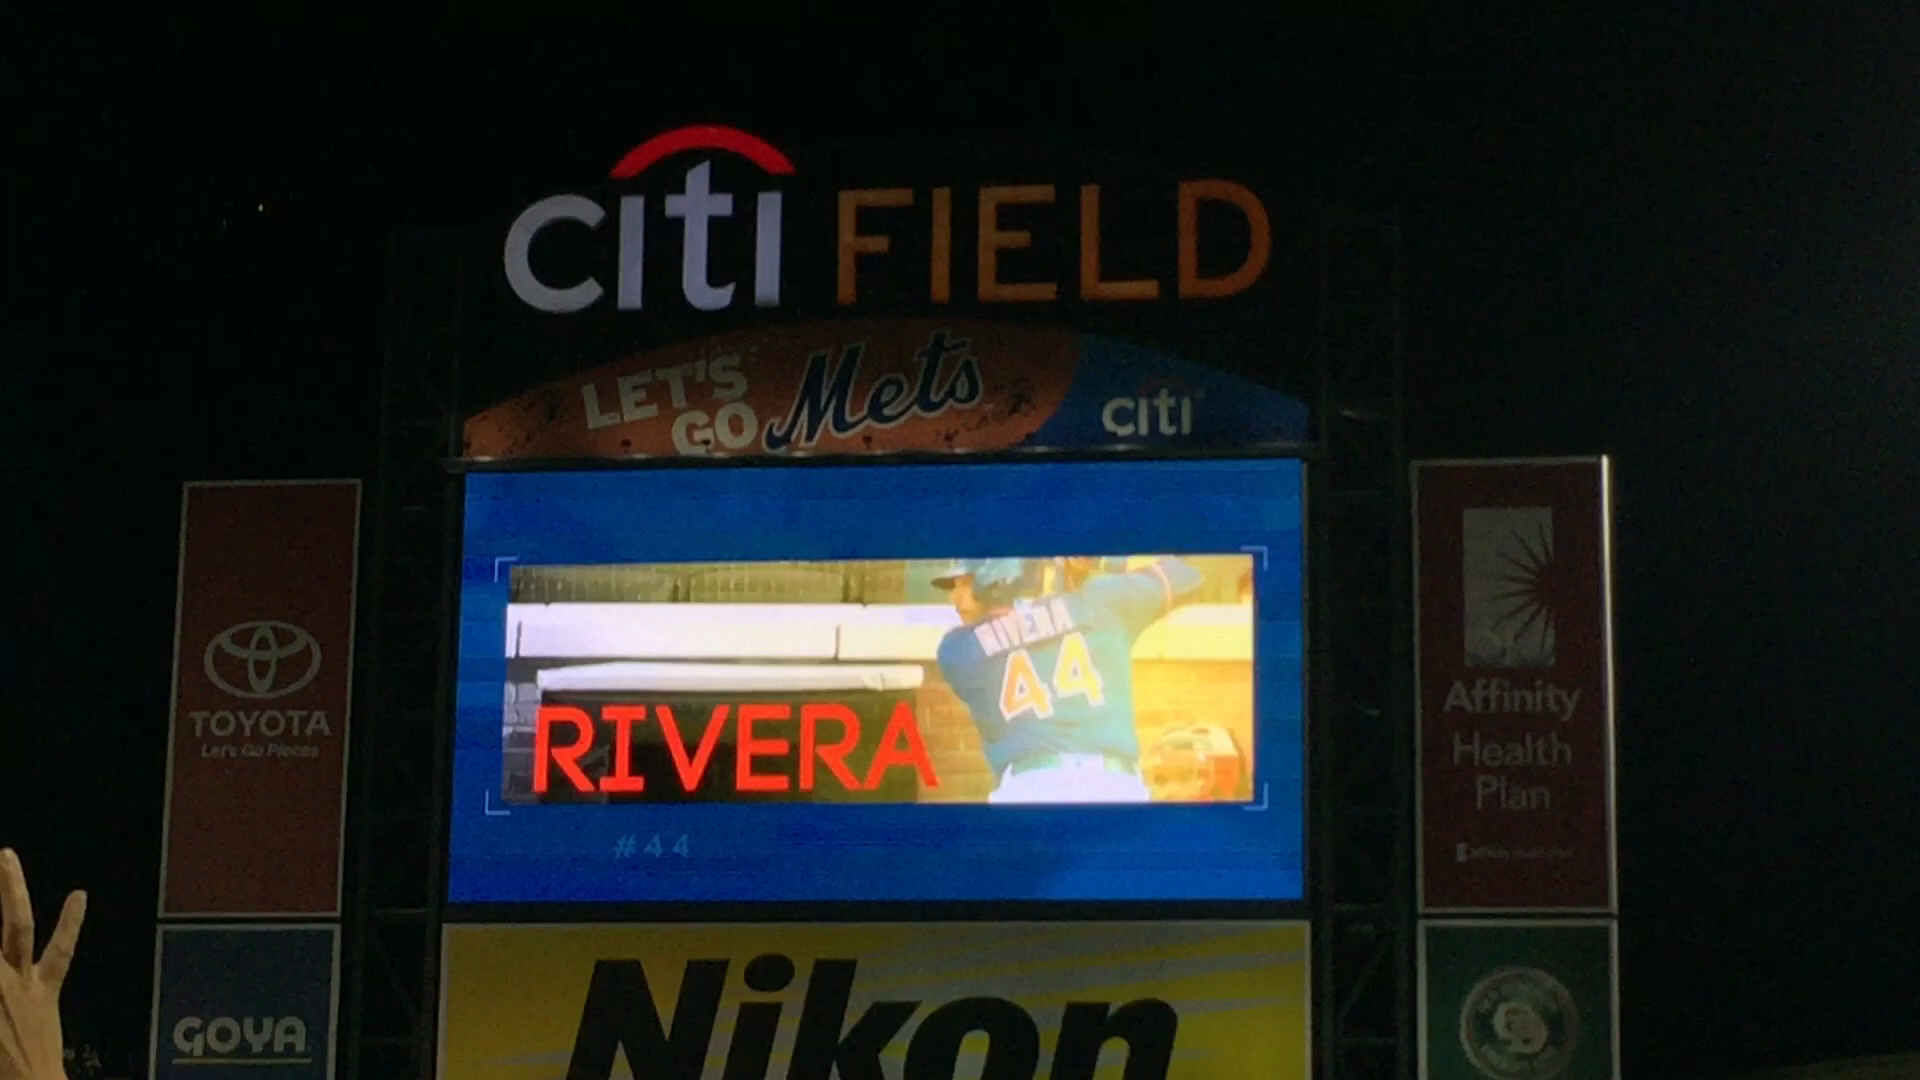 citi FIELD
LET'S
GO Mets
citi
TOYOTA
Let's Go Places
RIVERA
44
RIVERA
#44
Affinity
Health
Plan
GOYA
Nikon